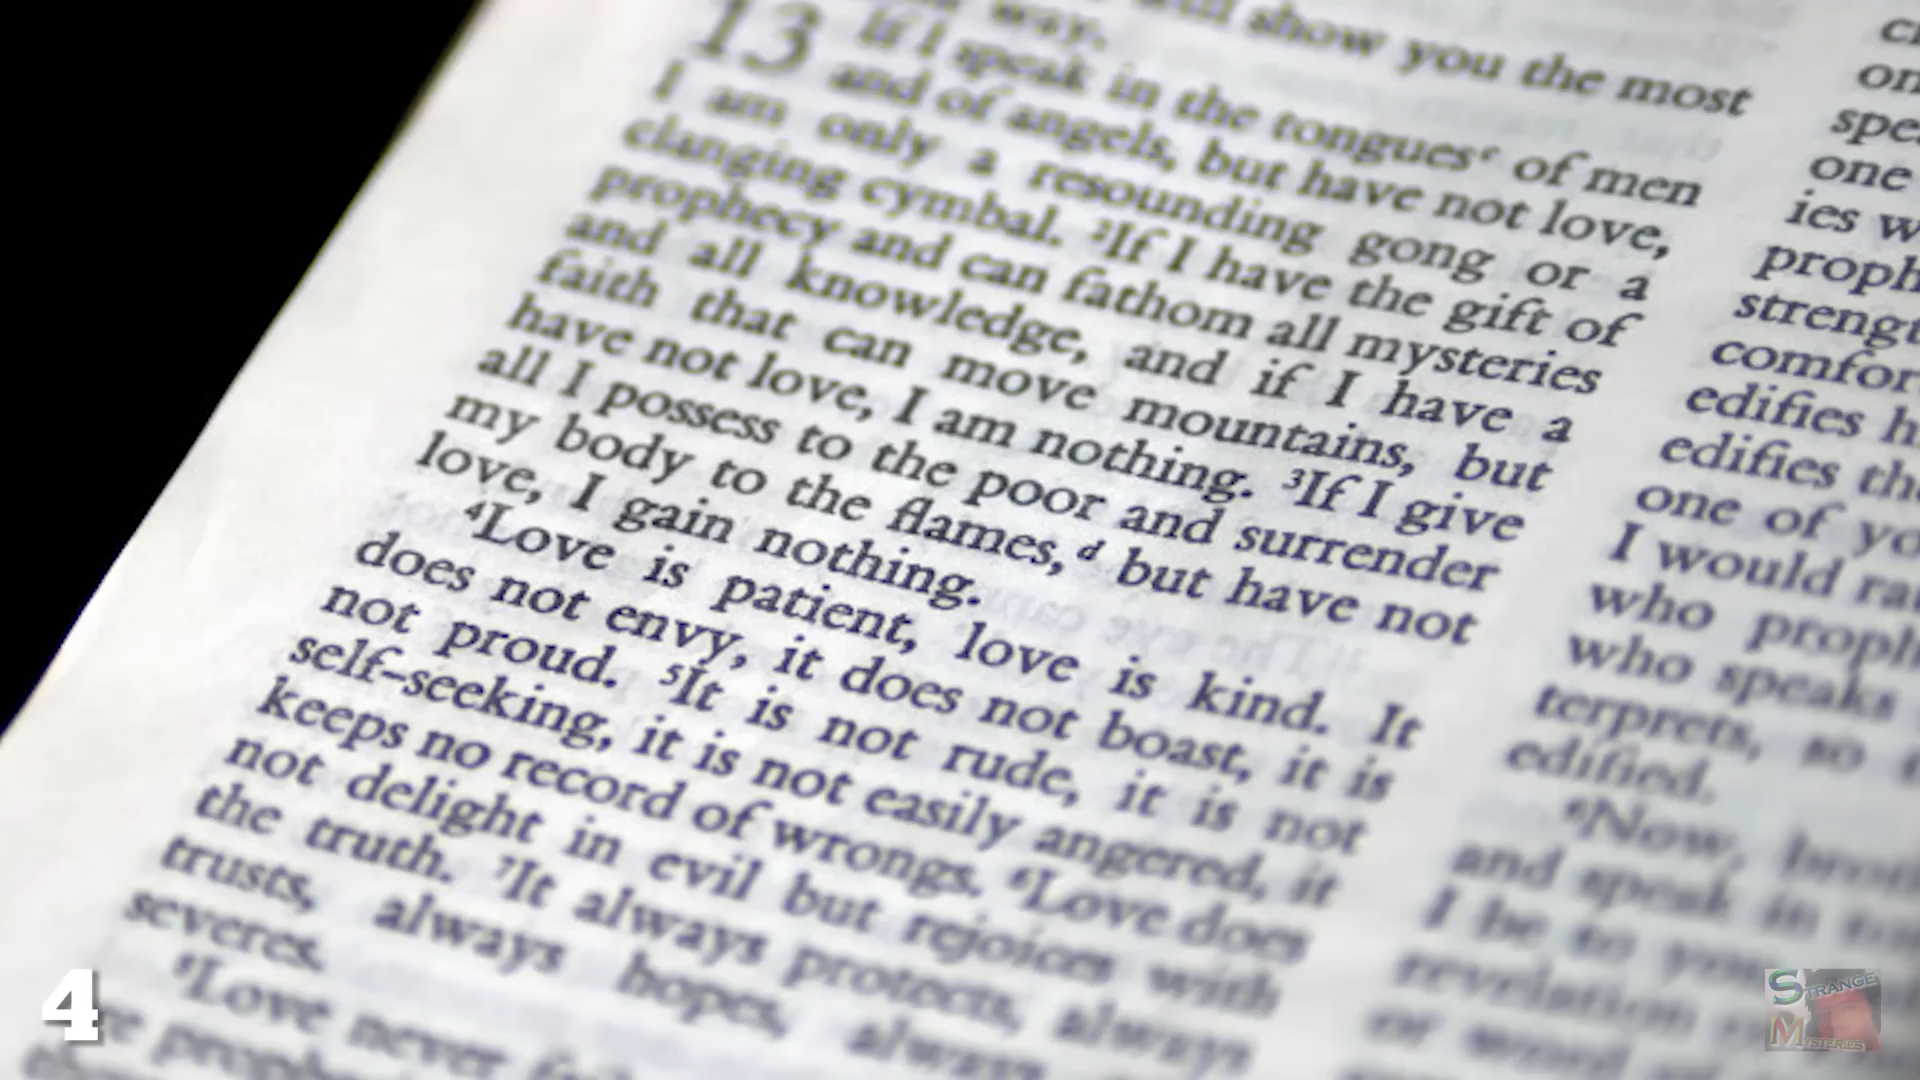 will show you the most
way.
13 If I speak in the tonguesᶜ of men
and of angels, but have not love,
I am only a resounding gong or a
clanging cymbal. ²If I have the gift of
prophecy and can fathom all mysteries
and all knowledge, and if I have a
faith that can move mountains, but
have not love, I am nothing. ³If I give
all I possess to the poor and surrender
my body to the flames,ᵈ but have not
love, I gain nothing.
⁴Love is patient, love is kind. It
does not envy, it does not boast, it is
not proud. ⁵It is not rude, it is not
self-seeking, it is not easily angered, it
keeps no record of wrongs. ⁶Love does
not delight in evil but rejoices with
the truth. ⁷It always protects, always
trusts, always hopes, always
severes.
⁸Love never
on
spe
one
ies w
proph
streng
comfor
edifies h
edifies th
one of yo
I would ra
who proph
who speaks
terprets, so
edified.
⁶Now, broth
and speak in
I be to you
revelation
or word of
4
STRANGE
MYSTERIES